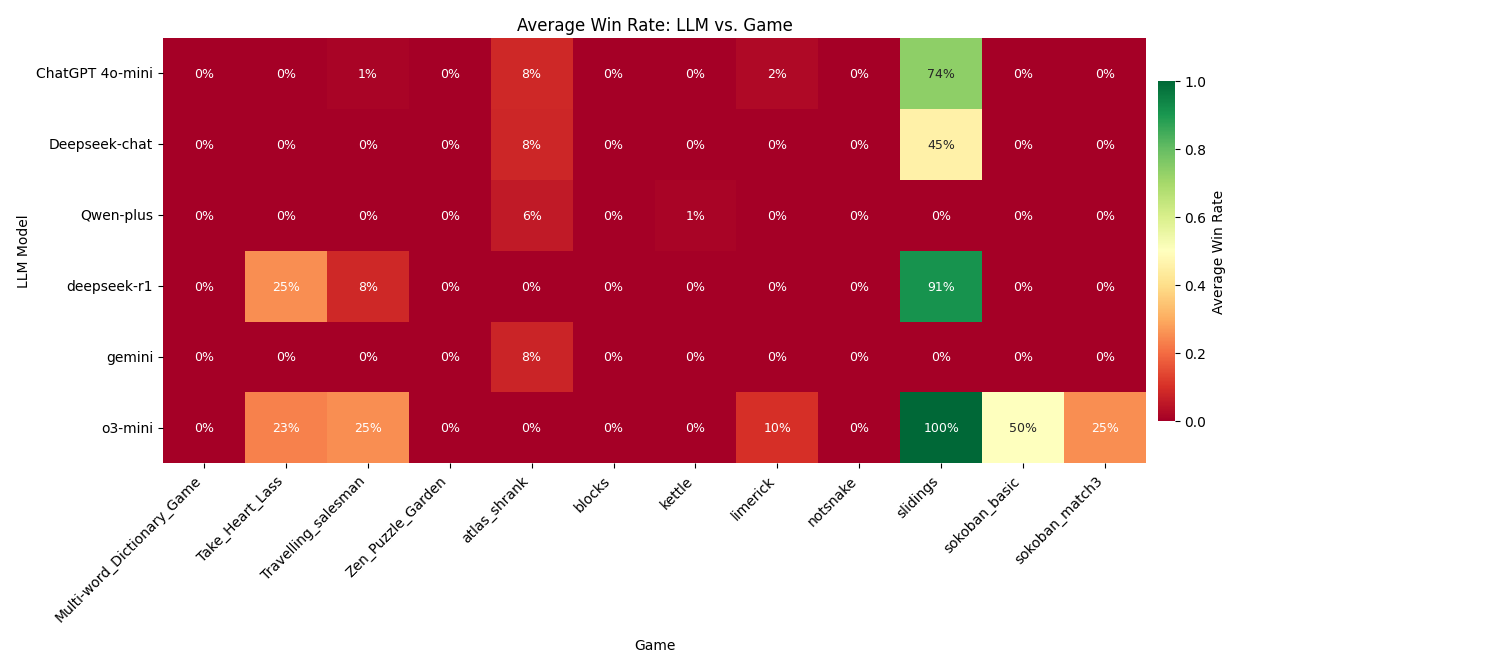 Average Win Rate: LLM vs. Game
LLM Model
ChatGPT 4o-mini 0% 0% 1% 0% 8% 0% 0% 2% 0% 74% 0% 0%
Deepseek-chat 0% 0% 0% 0% 8% 0% 0% 0% 0% 45% 0% 0%
Qwen-plus 0% 0% 0% 0% 6% 0% 1% 0% 0% 0% 0% 0%
deepseek-r1 0% 25% 8% 0% 0% 0% 0% 0% 0% 91% 0% 0%
gemini 0% 0% 0% 0% 8% 0% 0% 0% 0% 0% 0% 0%
o3-mini 0% 23% 25% 0% 0% 0% 0% 10% 0% 100% 50% 25%
Multi-word_Dictionary_Game
Take_Heart_Lass
Travelling_salesman
Zen_Puzzle_Garden
atlas_shrank
blocks
kettle
limerick
notsnake
slidings
sokoban_basic
sokoban_match3
Game
1.0
0.8
0.6
0.4
0.2
0.0
Average Win Rate